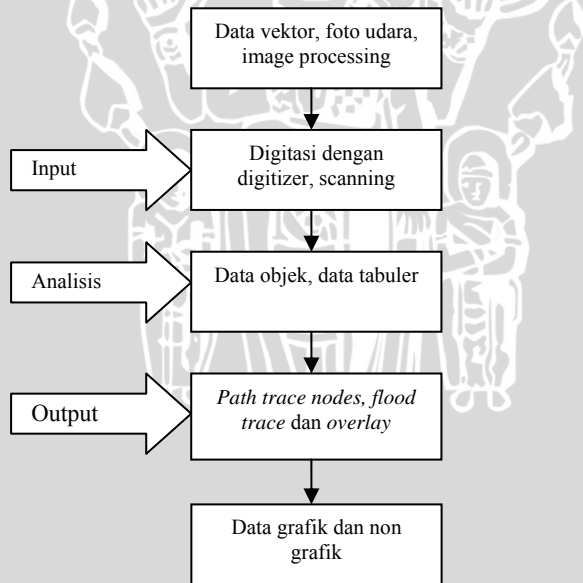 Data vektor, foto udara,
image processing
Input
Digitasi dengan
digitizer, scanning
Analisis
Data objek, data tabuler
Output
Path trace nodes, flood
trace dan overlay
Data grafik dan non
grafik